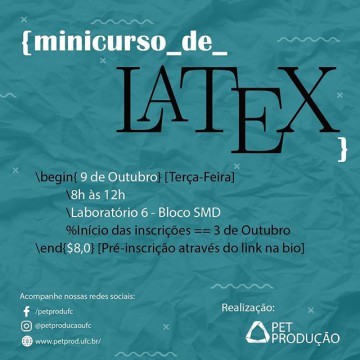 {minicurso_de_
LATEX
}
\begin{ 9 de Outubro} [Terça-Feira]
\8h às 12h
\Laboratório 6 - Bloco SMD
%Início das inscrições == 3 de Outubro
\end{$8,0} [Pré-inscrição através do link na bio]
Acompanhe nossas redes sociais:
/petprodufc
@petproducaoufc
www.petprod.ufc.br/
Realização:
PET
PRODUÇÃO